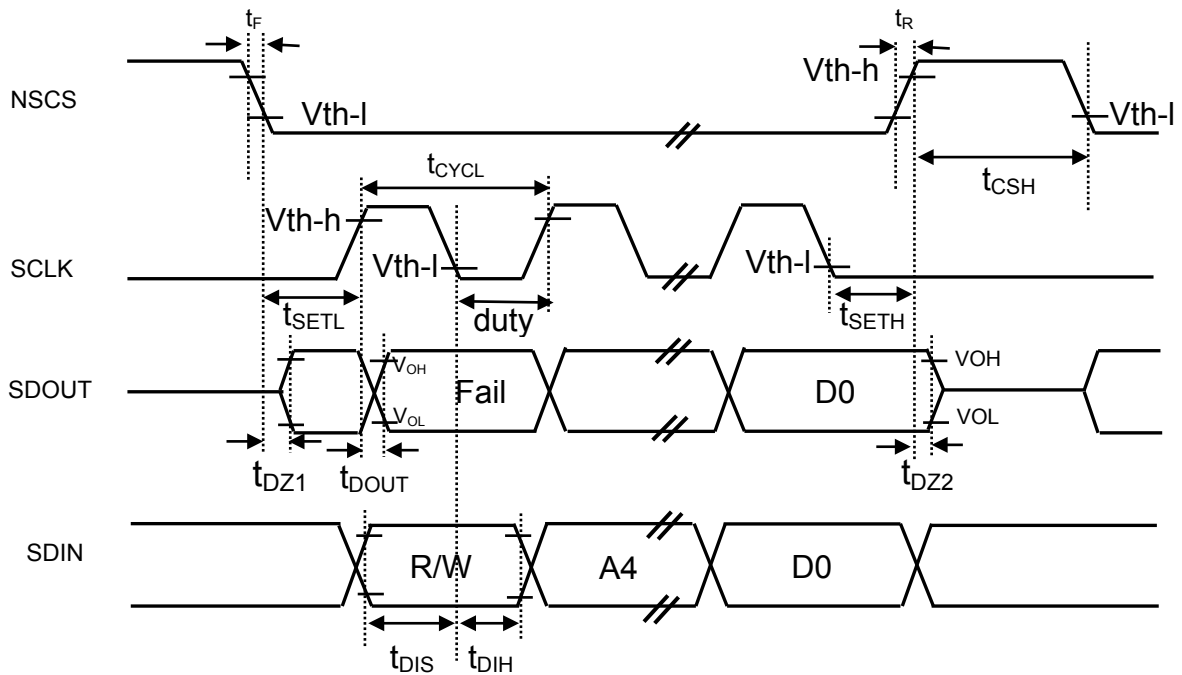 tF
tR
NSCS
Vth-l
Vth-h
Vth-l
tCYCL
tCSH
SCLK
Vth-h
Vth-l
Vth-l
tSETL
duty
tSETH
SDOUT
VOH
Fail
VOL
D0
VOH
VOL
tDZ1
tDOUT
tDZ2
SDIN
R/W
A4
D0
tDIS
tDIH